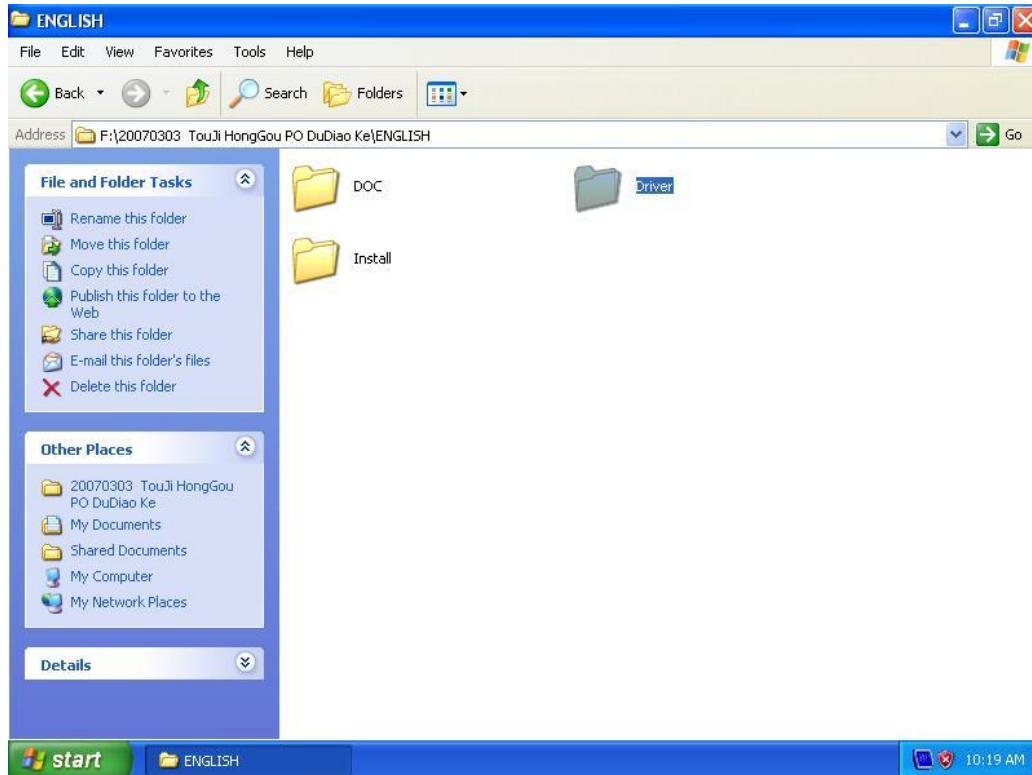 ENGLISH
File Edit View Favorites Tools Help
Back Search Folders
Address F:\20070303 TouJi HongGou PO DuDiao Ke\ENGLISH Go
File and Folder Tasks
Rename this folder
Move this folder
Copy this folder
Publish this folder to the
Web
Share this folder
E-mail this folder's files
Delete this folder
Other Places
20070303 TouJi HongGou
PO DuDiao Ke
My Documents
Shared Documents
My Computer
My Network Places
Details
DOC
Driver
Install
start ENGLISH 10:19 AM